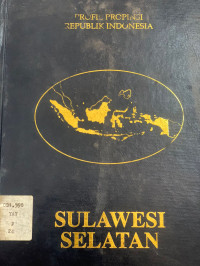 PROFIL PROPINSI
REPUBLIK INDONESIA
SULAWESI
SELATAN